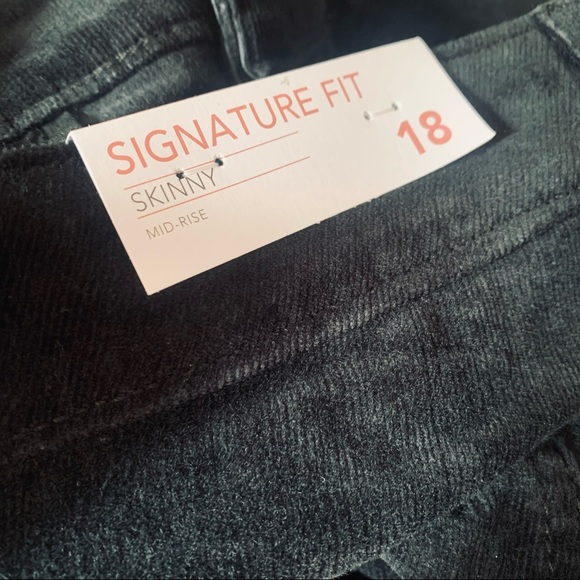 SIGNATURE FIT
18
SKINNY
MID-RISE